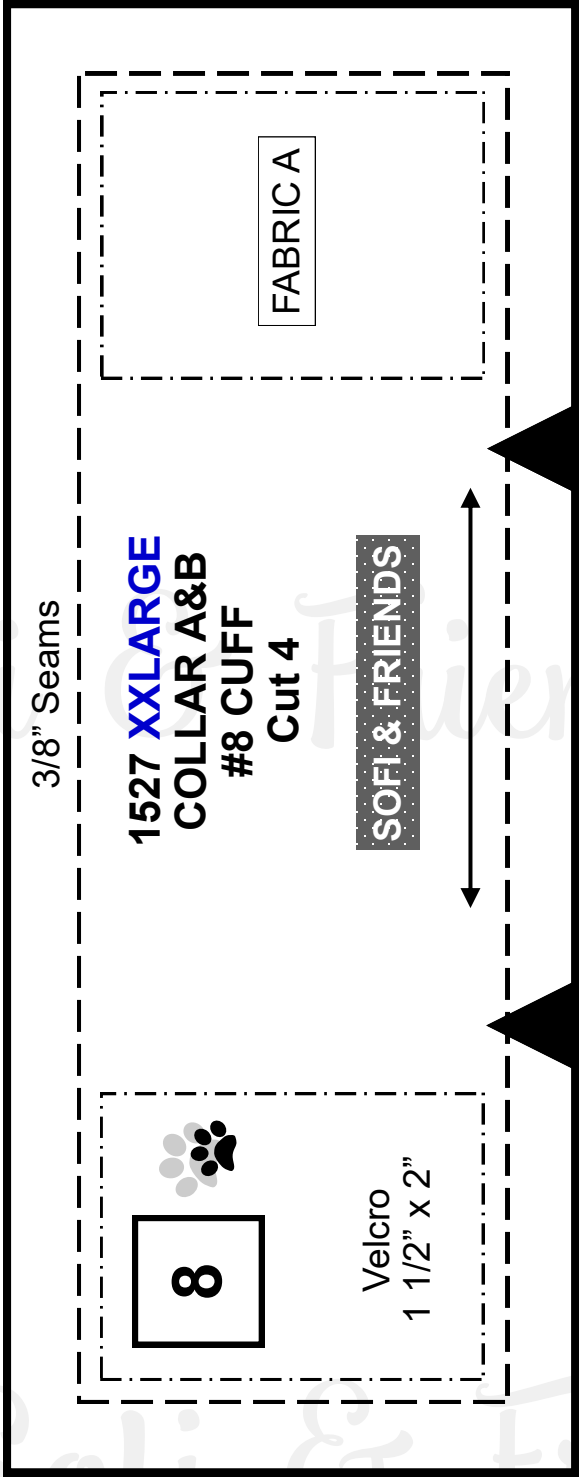 3/8” Seams
1527 XXLARGE
COLLAR A&B
#8 CUFF
Cut 4
SOFI & FRIENDS
FABRIC A
8
Velcro
1 1/2” x 2”